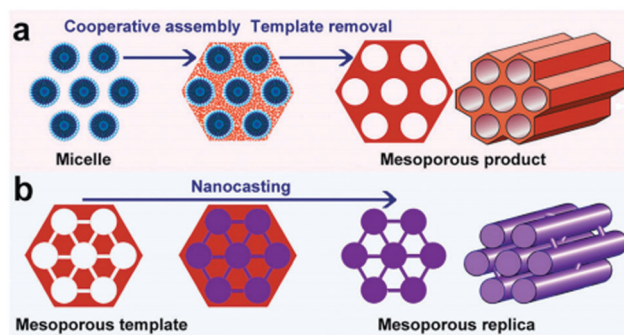 a
Cooperative assembly
Template removal
Micelle
Mesoporous product
b
Nanocasting
Mesoporous template
Mesoporous replica